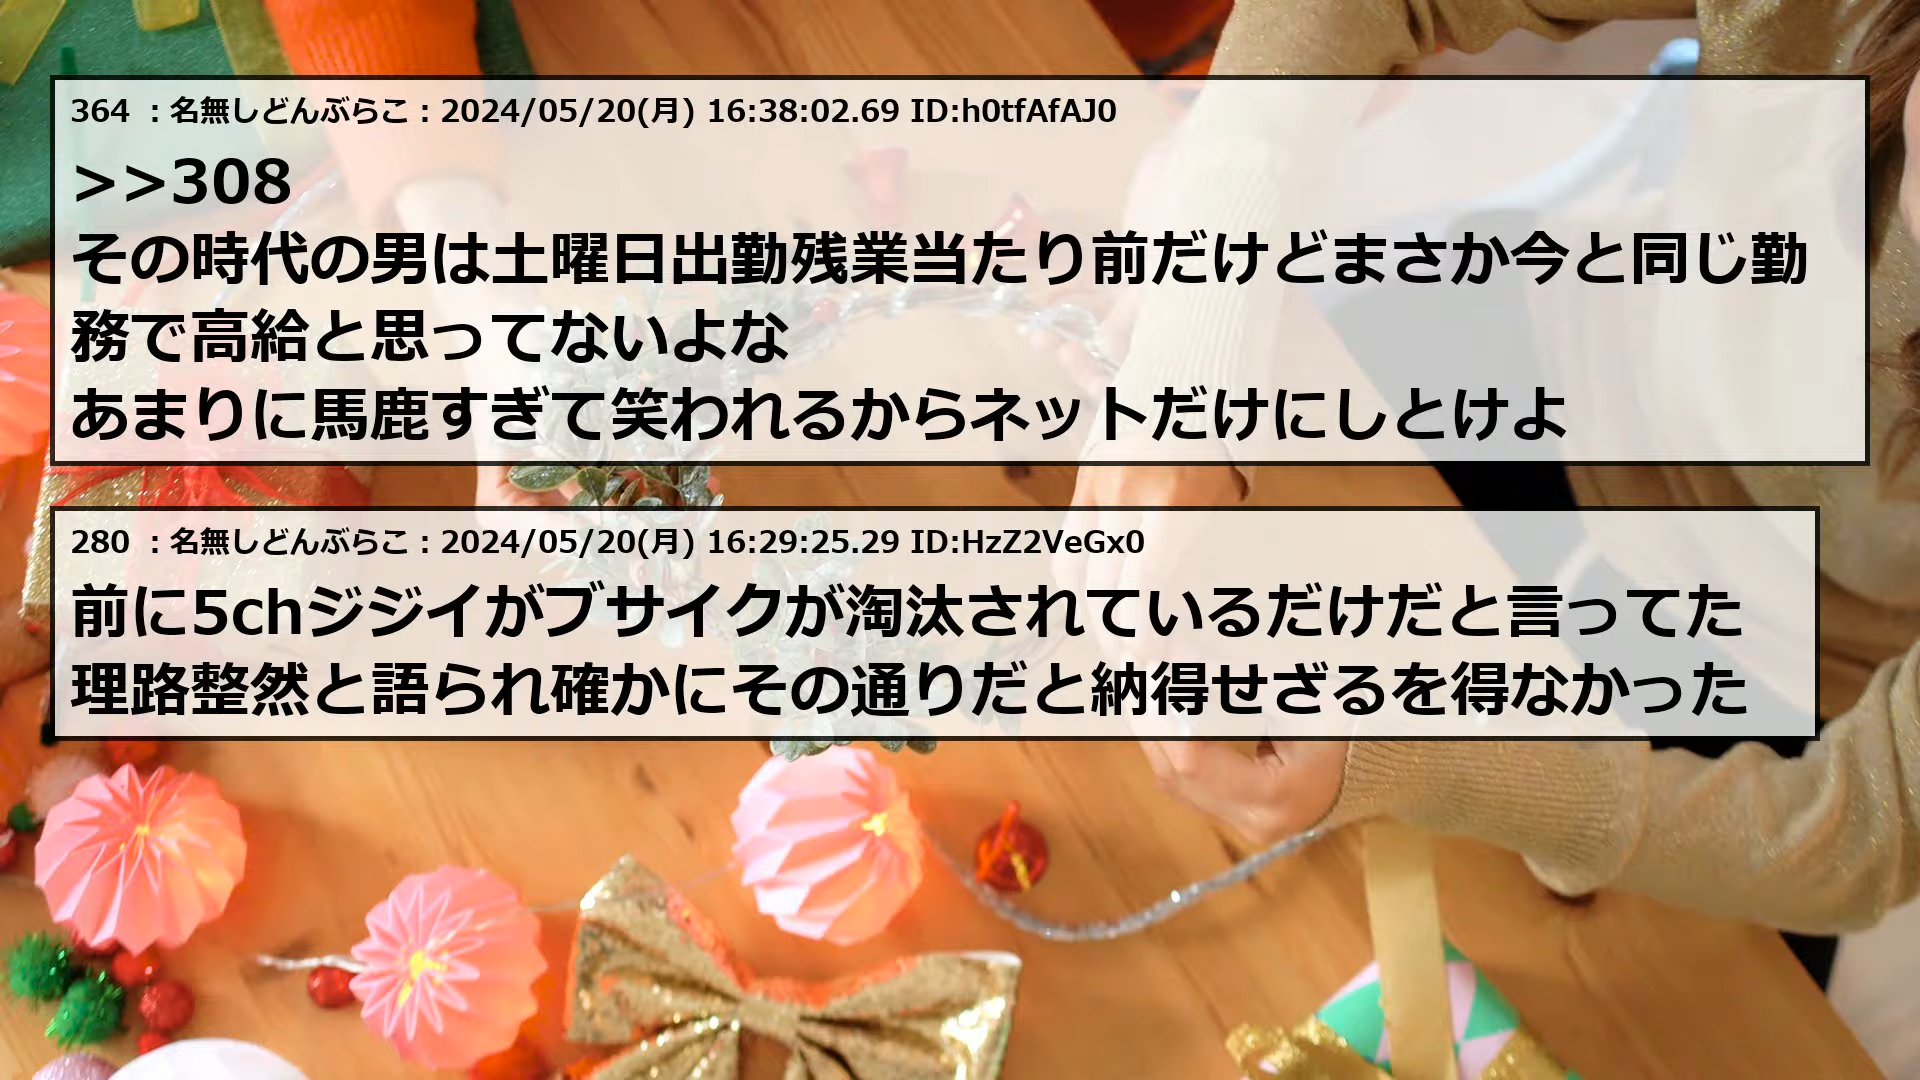 364 ：名無しどんぶらこ：2024/05/20(月) 16:38:02.69 ID:h0tfAfAJ0
>>308
その時代の男は土曜日出勤残業当たり前だけどまさか今と同じ勤
務で高給と思ってないよな
あまりに馬鹿すぎて笑われるからネットだけにしとけよ
280 ：名無しどんぶらこ：2024/05/20(月) 16:29:25.29 ID:HzZ2VeGx0
前に5chジジイがブサイクが淘汰されているだけだと言ってた
理路整然と語られ確かにその通りだと納得せざるを得なかった